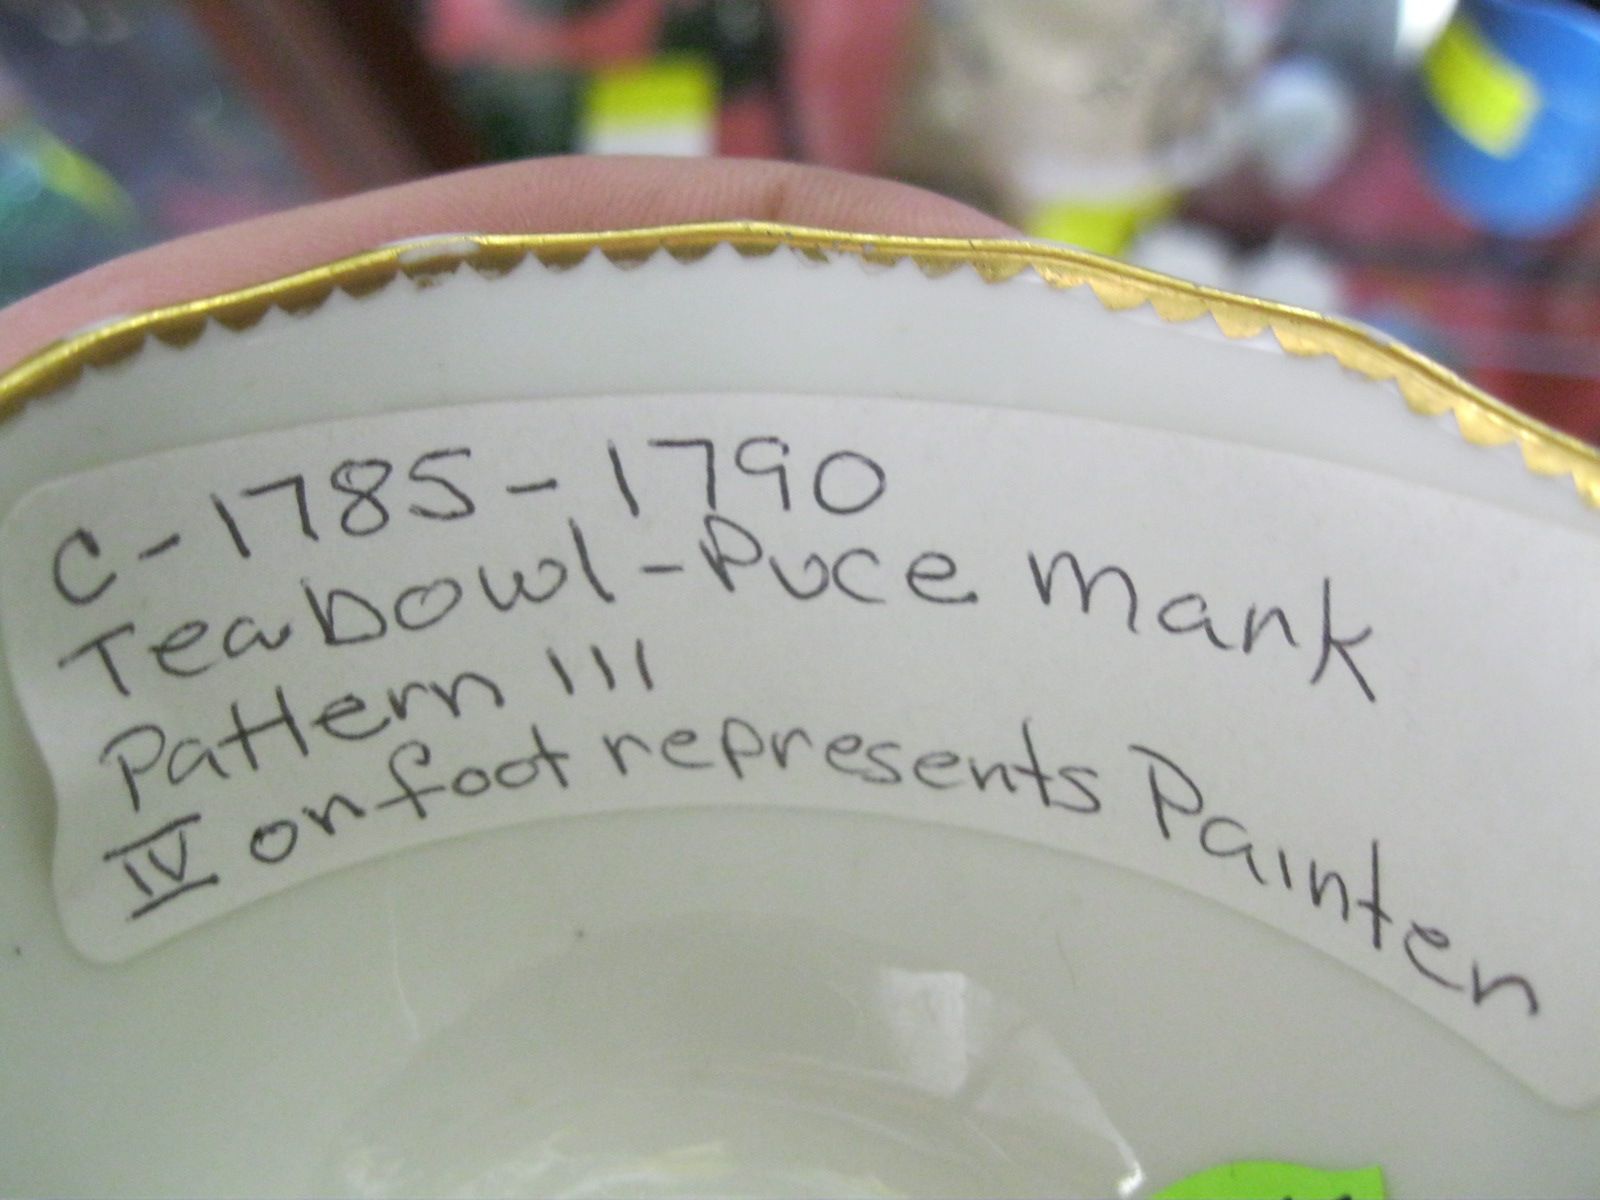 C-1785-1790
Teabowl-Puce Mark
Pattern 111
IV on foot represents Painter